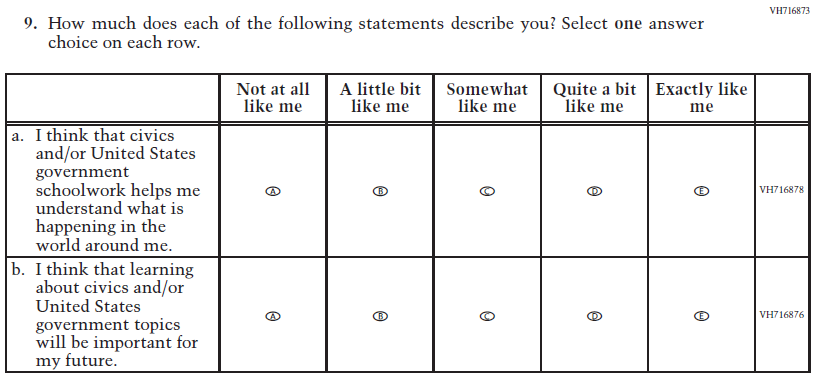 VH716873
9. How much does each of the following statements describe you? Select one answer
choice on each row.
Not at all like me
A little bit like me
Somewhat like me
Quite a bit like me
Exactly like me
a. I think that civics
and/or United States
government
schoolwork helps me
understand what is
happening in the
world around me.
A B C D E VH716878
b. I think that learning
about civics and/or
United States
government topics
will be important for
my future.
A B C D E VH716876